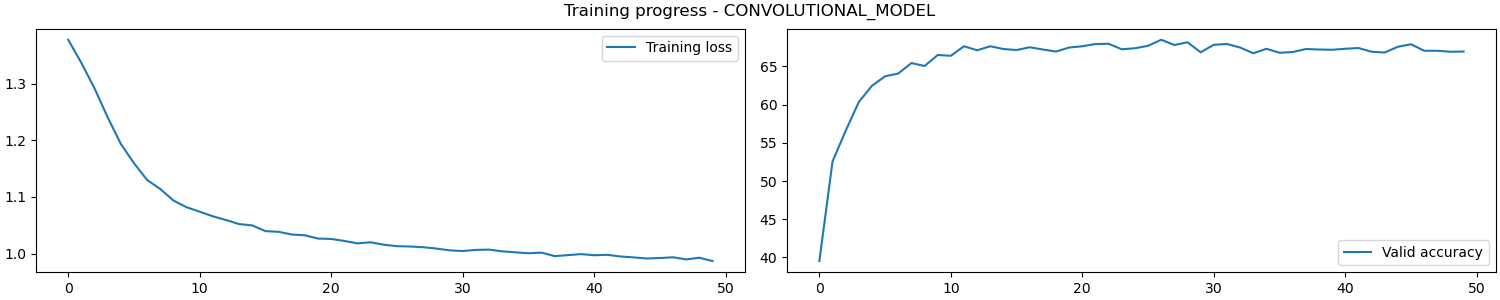 Training progress - CONVOLUTIONAL_MODEL
Training loss
1.3
1.2
1.1
1.0
0 10 20 30 40 50
65
60
55
50
45
40
Valid accuracy
0 10 20 30 40 50